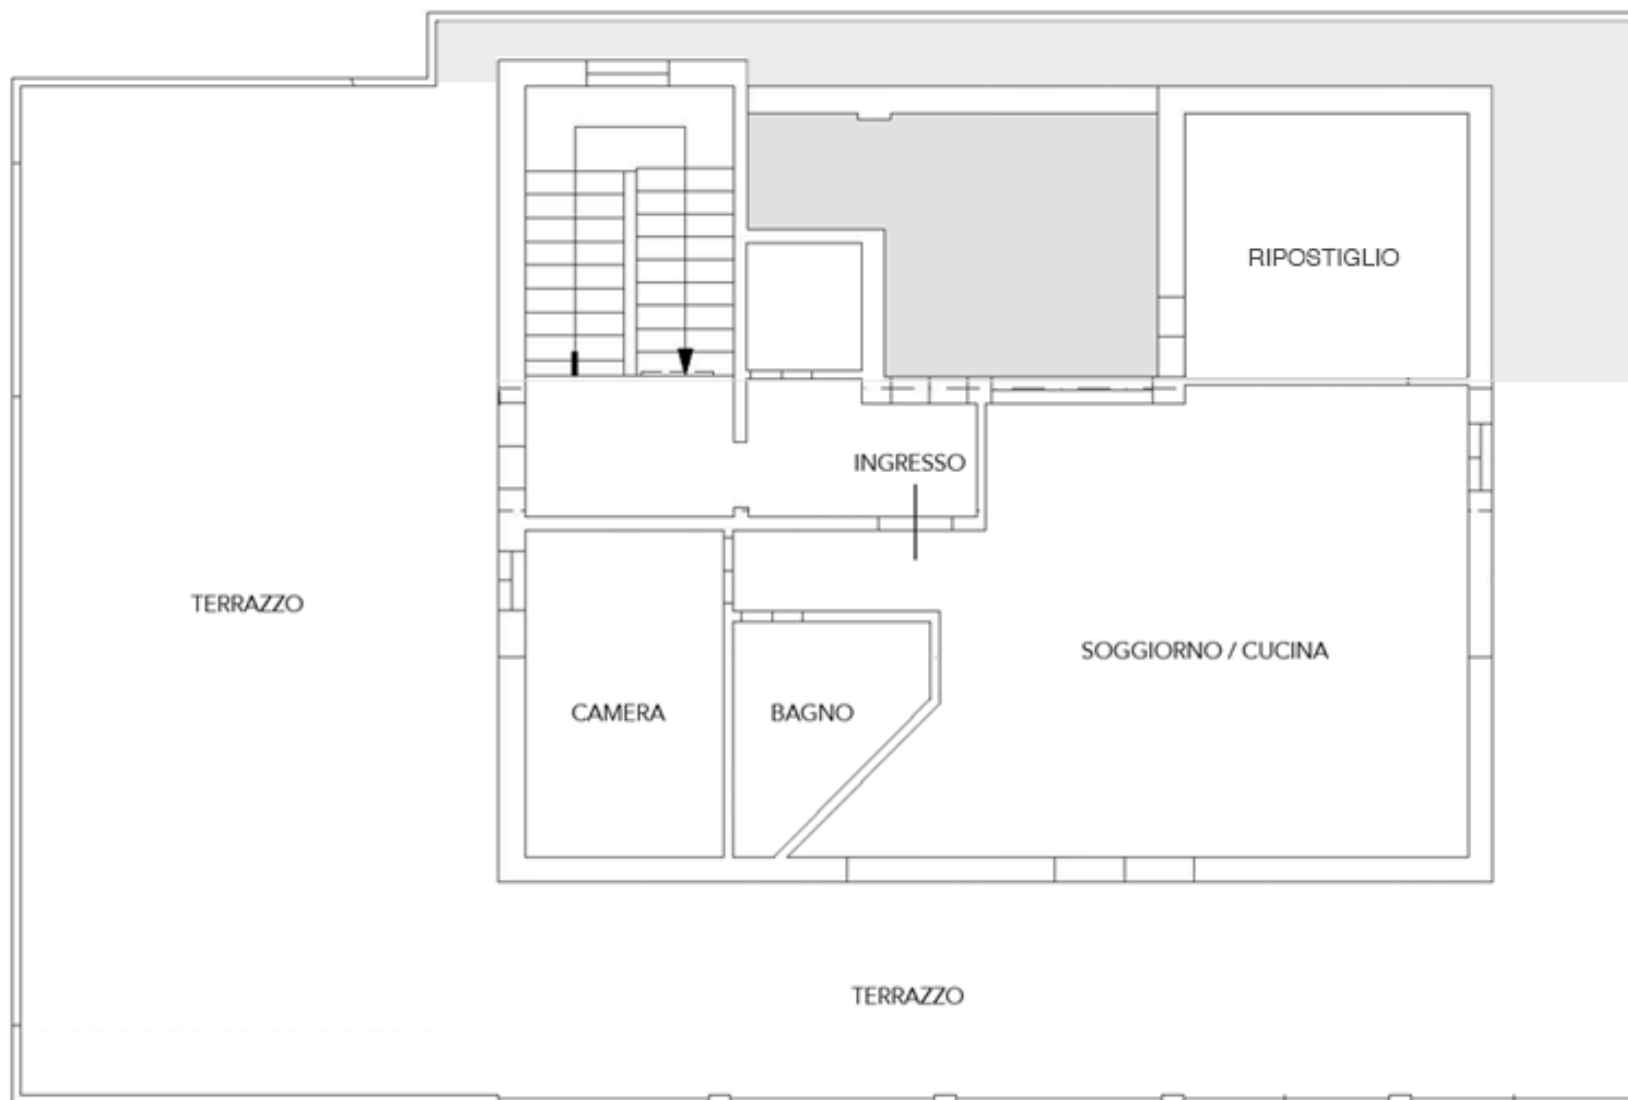 RIPOSTIGLIO
INGRESSO
TERRAZZO
SOGGIORNO / CUCINA
CAMERA
BAGNO
TERRAZZO